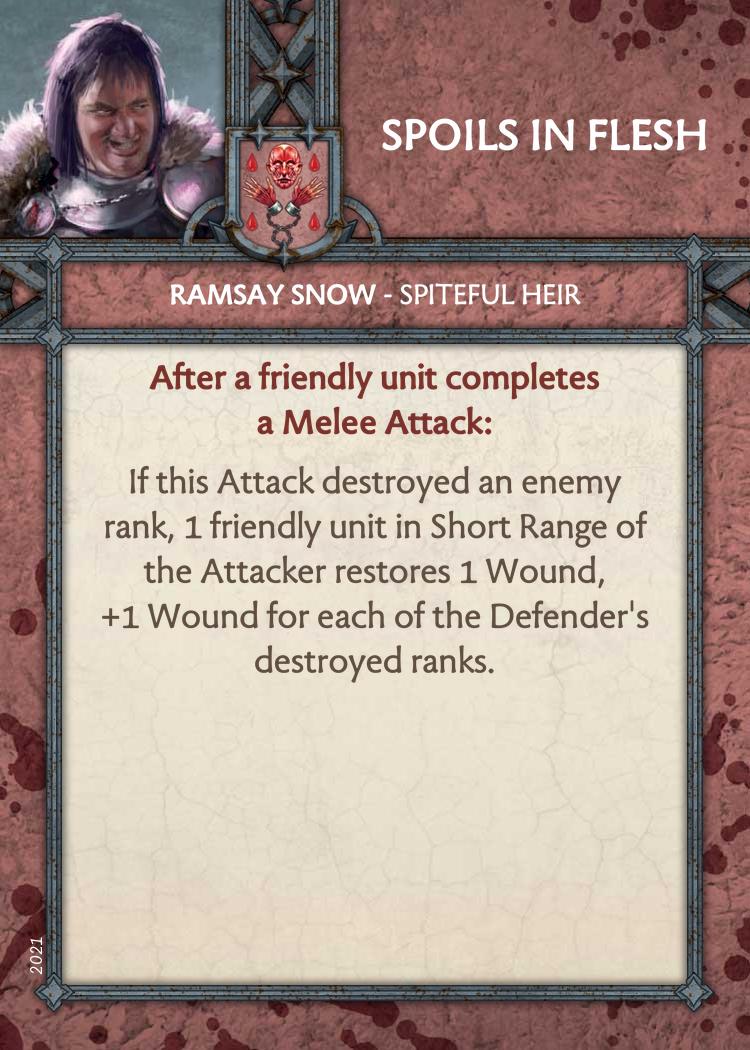 SPOILS IN FLESH
RAMSAY SNOW - SPITEFUL HEIR
After a friendly unit completes
a Melee Attack:
If this Attack destroyed an enemy
rank, 1 friendly unit in Short Range of
the Attacker restores 1 Wound,
+1 Wound for each of the Defender's
destroyed ranks.
2021